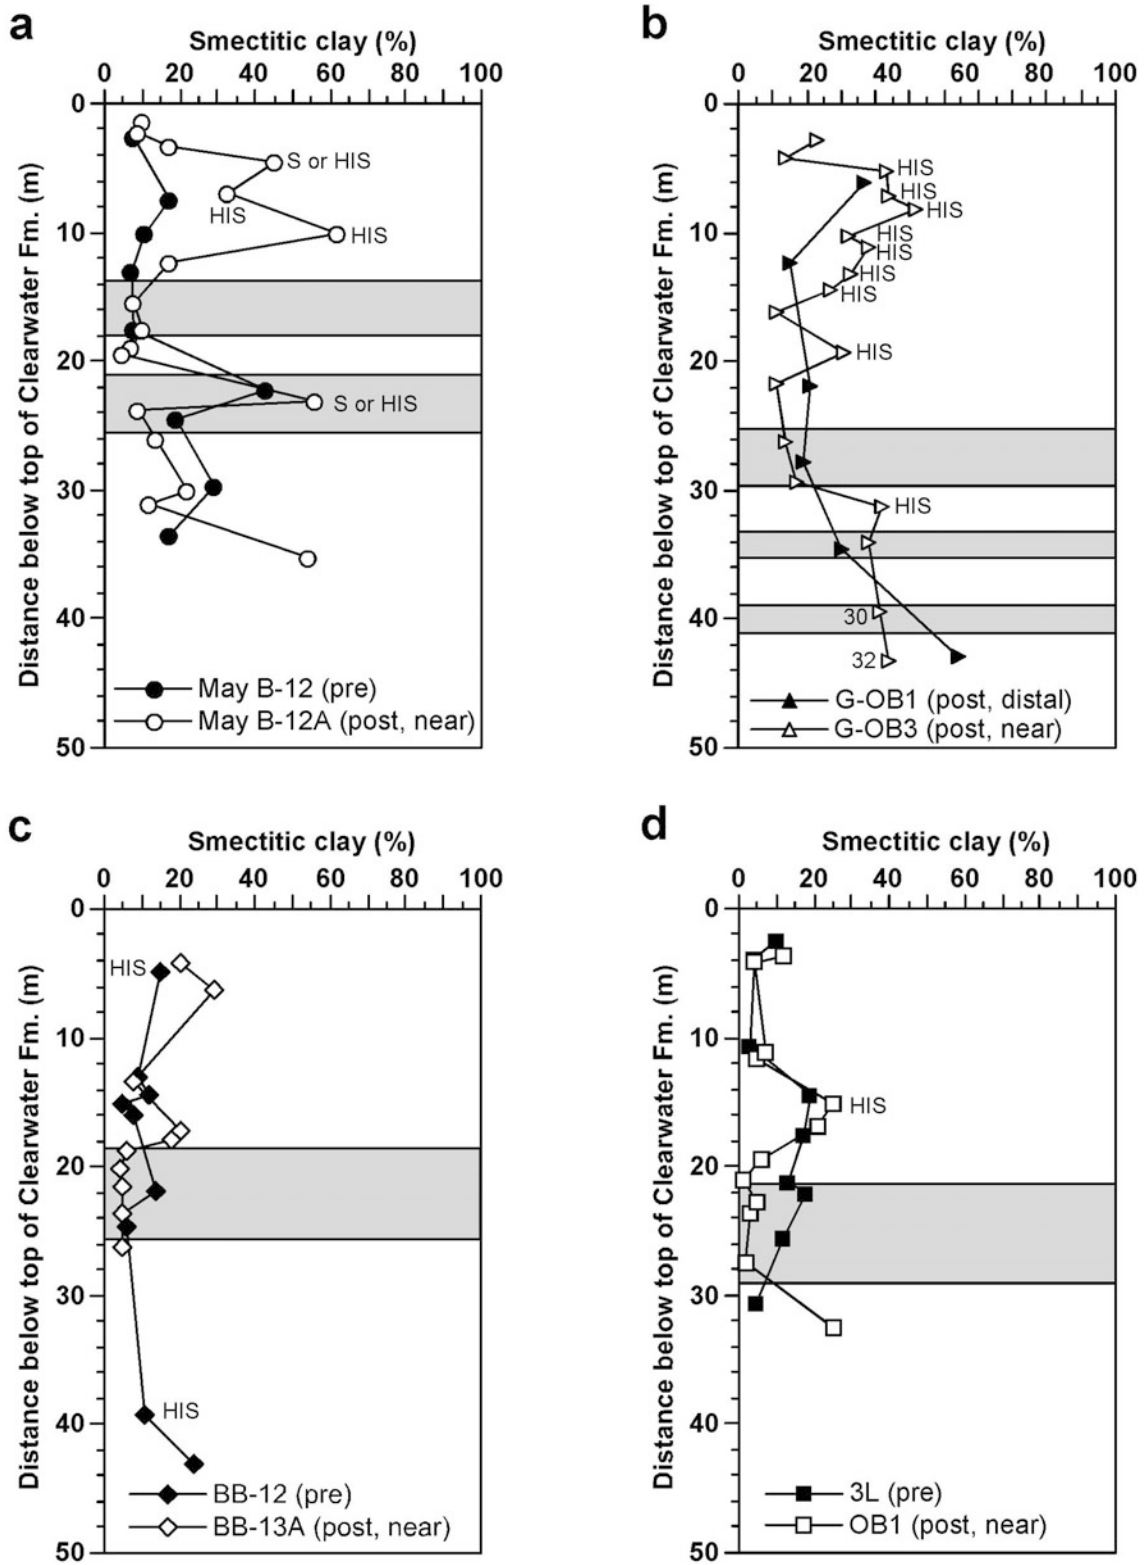 a
Smectitic clay (%)
0 20 40 60 80 100
Distance below top of Clearwater Fm. (m)
0
10
20
30
40
50
S or HIS
HIS
HIS
S or HIS
May B-12 (pre)
May B-12A (post, near)
b
Smectitic clay (%)
0 20 40 60 80 100
Distance below top of Clearwater Fm. (m)
0
10
20
30
40
50
HIS
HIS
HIS
HIS
HIS
HIS
HIS
HIS
HIS
30
32
G-OB1 (post, distal)
G-OB3 (post, near)
c
Smectitic clay (%)
0 20 40 60 80 100
Distance below top of Clearwater Fm. (m)
0
10
20
30
40
50
HIS
HIS
BB-12 (pre)
BB-13A (post, near)
d
Smectitic clay (%)
0 20 40 60 80 100
Distance below top of Clearwater Fm. (m)
0
10
20
30
40
50
HIS
3L (pre)
OB1 (post, near)